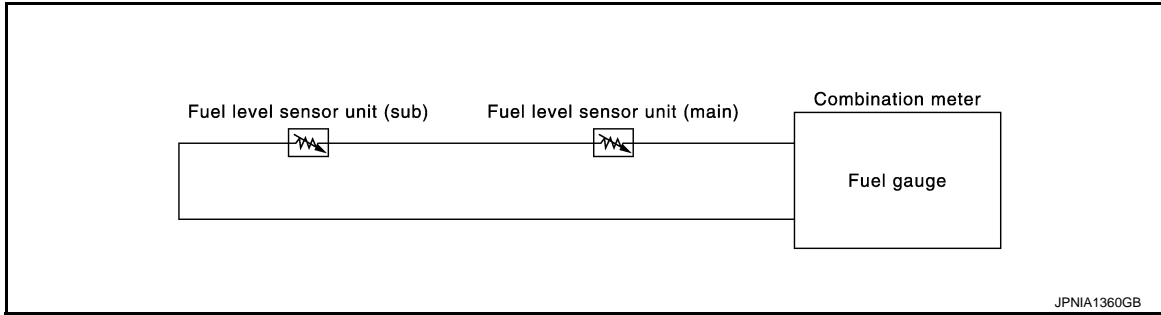 Fuel level sensor unit (sub)
Fuel level sensor unit (main)
Combination meter
Fuel gauge
JPNIA1360GB